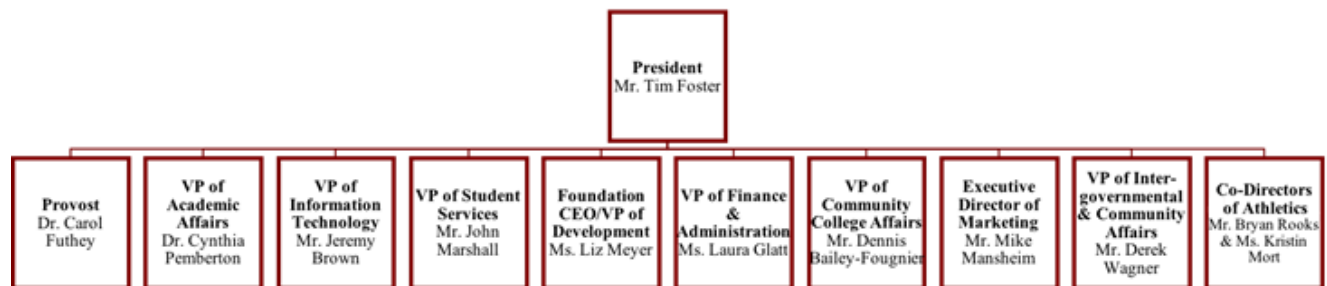 President
Mr. Tim Foster
Provost
Dr. Carol
Futhey
VP of
Academic
Affairs
Dr. Cynthia
Pemberton
VP of
Information
Technology
Mr. Jeremy
Brown
VP of Student
Services
Mr. John
Marshall
Foundation
CEO/VP of
Development
Ms. Liz Meyer
VP of Finance
&
Administration
Ms. Laura Glatt
VP of
Community
College Affairs
Mr. Dennis
Bailey-Fougnier
Executive
Director of
Marketing
Mr. Mike
Mansheim
VP of Inter-
governmental
& Community
Affairs
Mr. Derek
Wagner
Co-Directors
of Athletics
Mr. Bryan Rooks
& Ms. Kristin
Mort